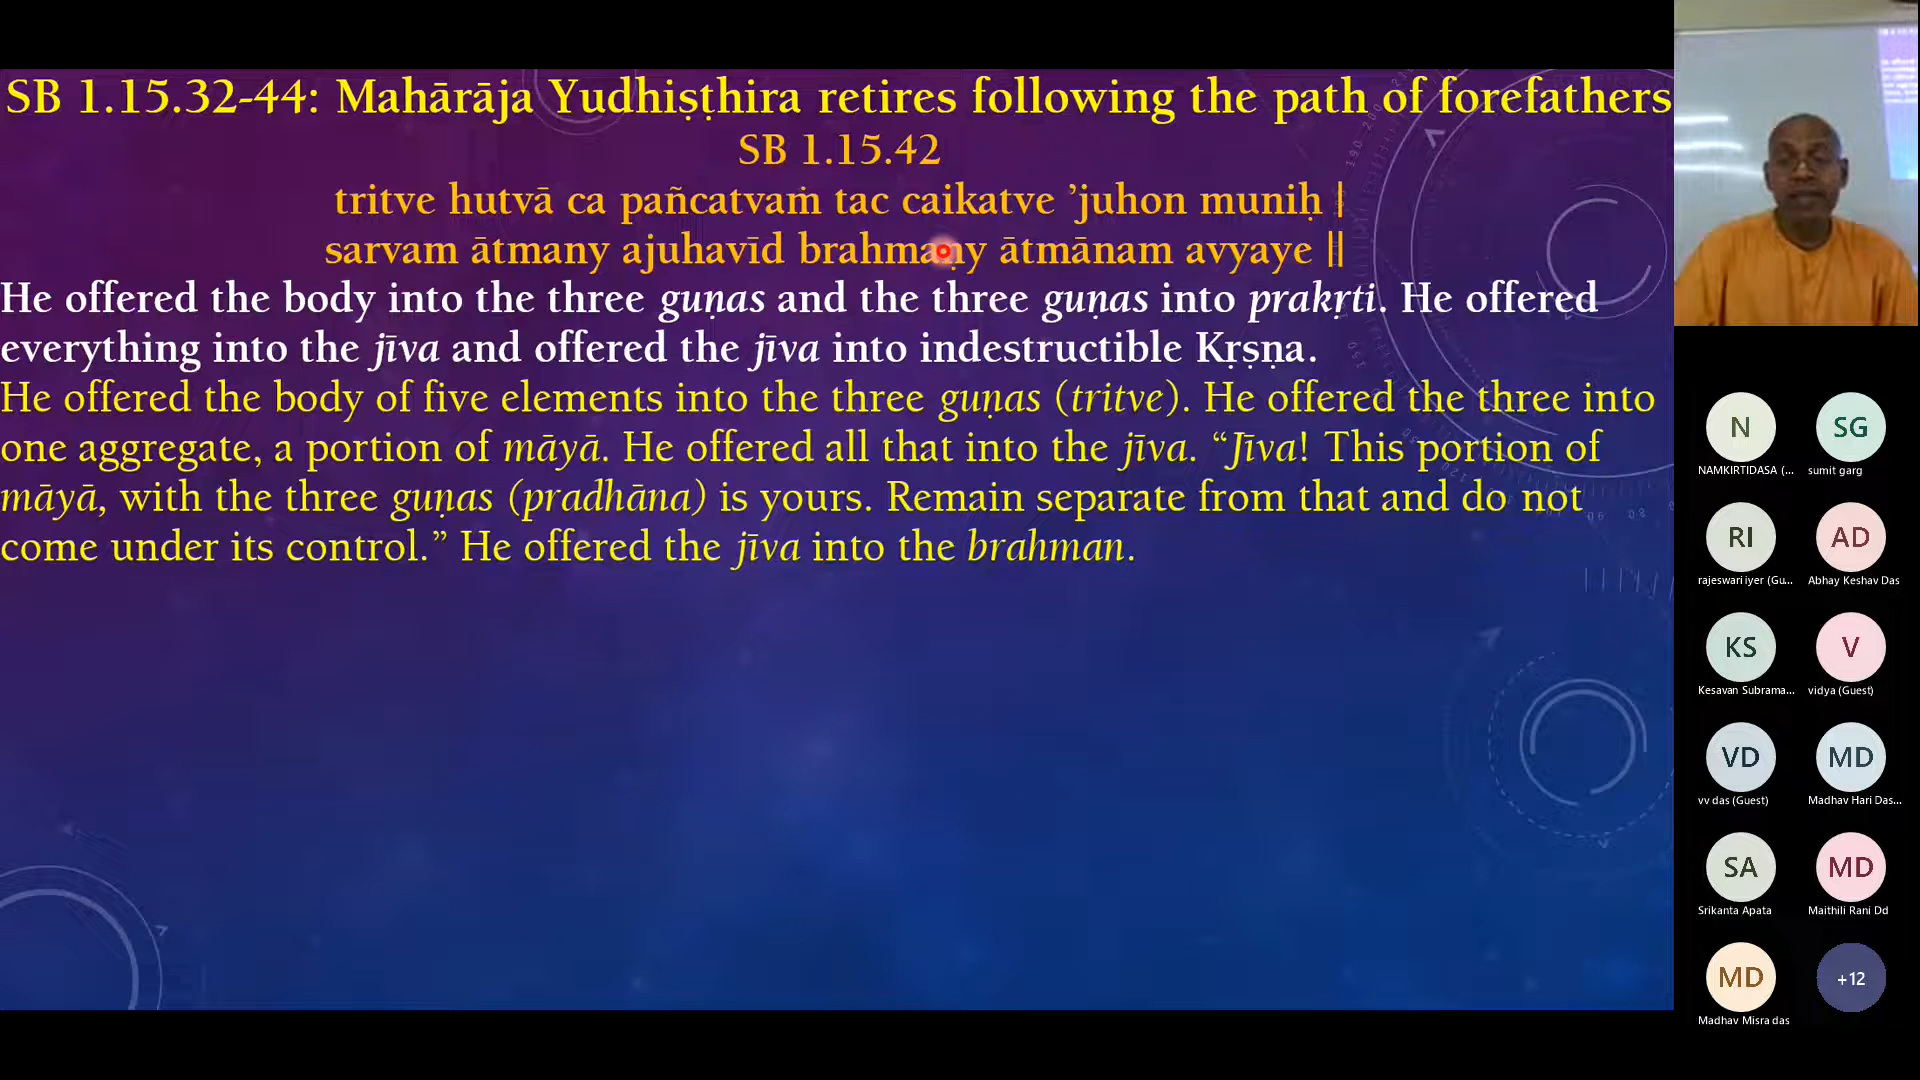 SB 1.15.32-44: Mahārāja Yudhiṣṭhira retires following the path of forefathers
SB 1.15.42
tritve hutvā ca pañcatvaṁ tac caikatve ’juhon muniḥ |
sarvam ātmany ajuhavīd brahmaṇy ātmānam avyaye ||
He offered the body into the three guṇas and the three guṇas into prakṛti. He offered
everything into the jīva and offered the jīva into indestructible Kṛṣṇa.
He offered the body of five elements into the three guṇas (tritve). He offered the three into
one aggregate, a portion of māyā. He offered all that into the jīva. “Jīva! This portion of
māyā, with the three guṇas (pradhāna) is yours. Remain separate from that and do not
come under its control.” He offered the jīva into the brahman.
N
SG
NAMKIRTIDASA (...
sumit garg
RI
AD
rajeswari iyer (Gu...
Abhay Keshav Das
KS
V
Kesavan Subrama...
vidya (Guest)
VD
MD
vv das (Guest)
Madhav Hari Das...
SA
MD
Srikanta Apata
Maithili Rani Dd
MD
+12
Madhav Misra das